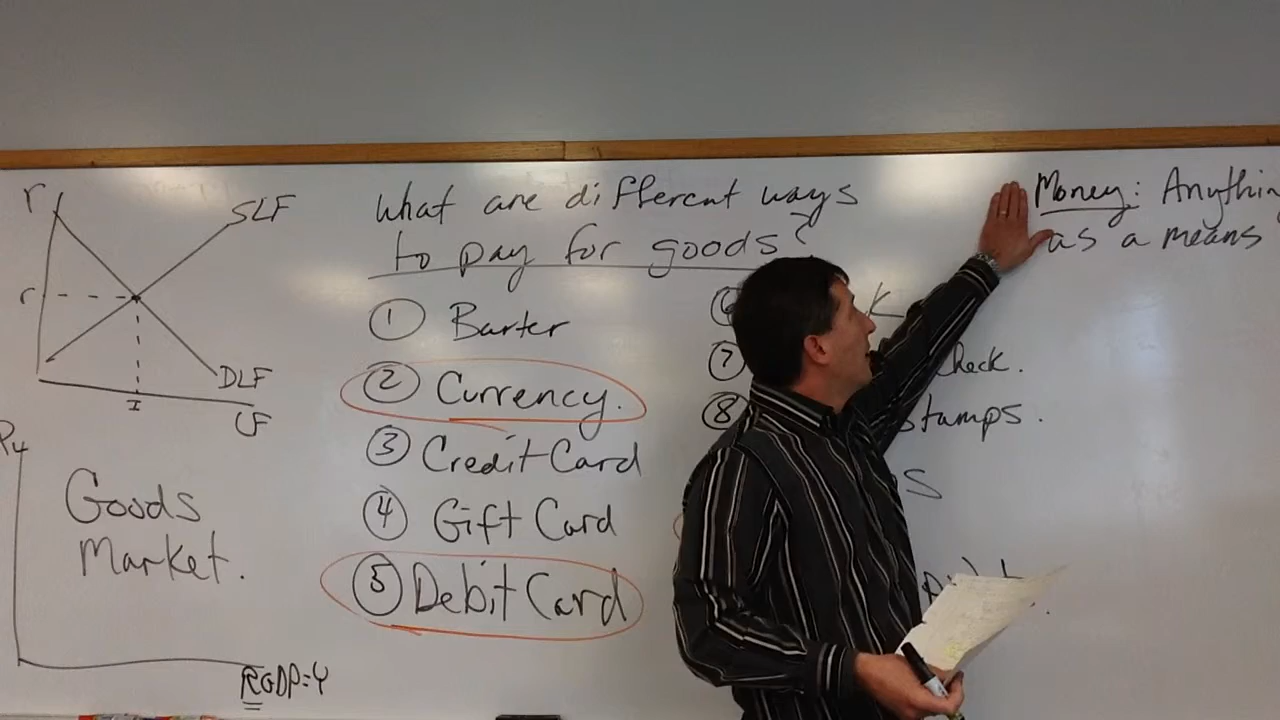 r
SLF
r
DLF
I
LF
Goods
Market.
RGDP=Y
What are different ways
to pay for goods?
① Barter
② Currency.
③ Credit Card
④ Gift Card
⑤ Debit Card
⑥
⑦ Check.
⑧ Stamps.
Money: Anythin
as a means